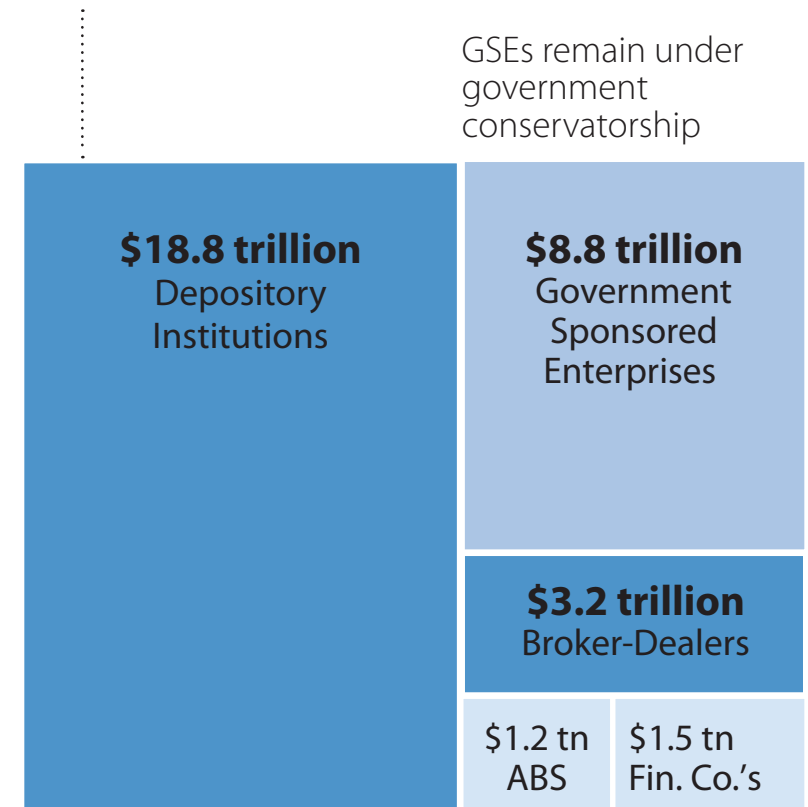 GSEs remain under
government
conservatorship
$18.8 trillion
Depository
Institutions
$8.8 trillion
Government
Sponsored
Enterprises
$3.2 trillion
Broker-Dealers
$1.2 tn
ABS
$1.5 tn
Fin. Co.'s